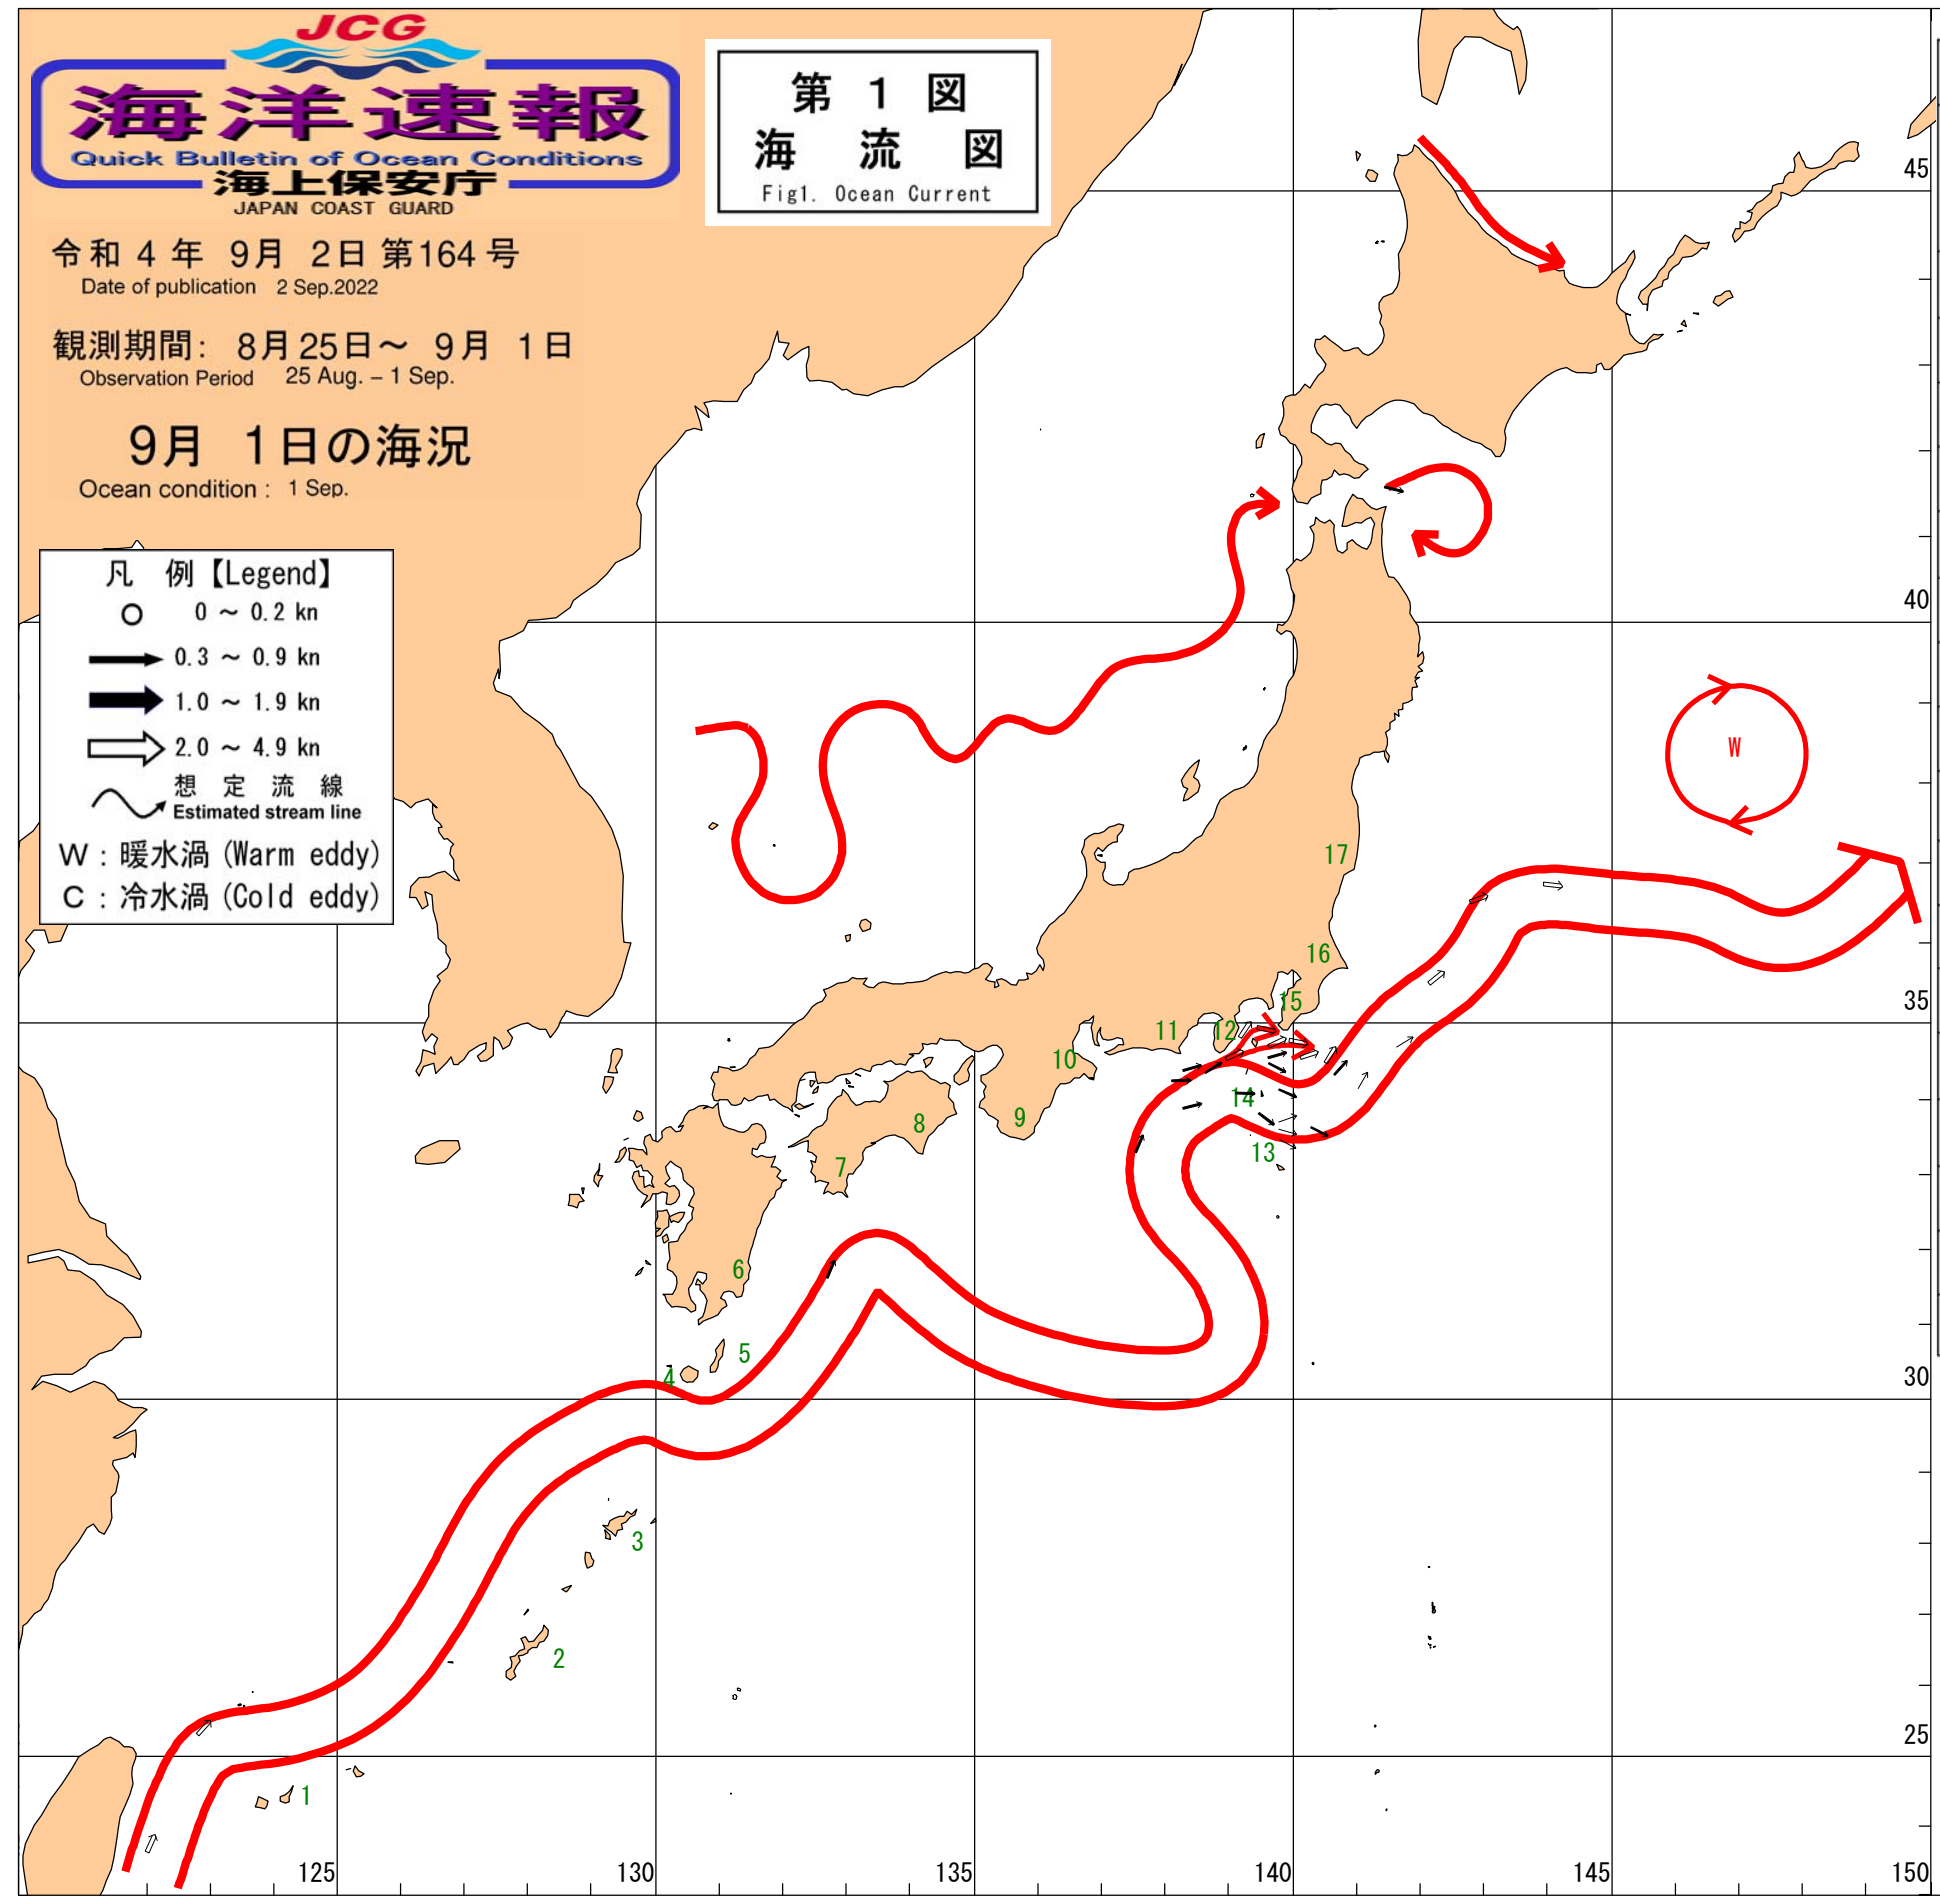 JCG
海洋速報
Quick Bulletin of Ocean Conditions
海上保安庁
JAPAN COAST GUARD
第 1 図
海 流 図
Fig1. Ocean Current
令和 4 年 9月 2日 第164号
Date of publication 2 Sep.2022
観測期間: 8月25日～ 9月 1日
Observation Period 25 Aug. – 1 Sep.
9月 1日の海況
Ocean condition : 1 Sep.
凡 例【Legend】
0 ～ 0.2 kn
0.3 ～ 0.9 kn
1.0 ～ 1.9 kn
2.0 ～ 4.9 kn
想 定 流 線
Estimated stream line
W : 暖水渦 (Warm eddy)
C : 冷水渦 (Cold eddy)
45
40
W
17
16
35
15
12
11
10
14
9
8
13
7
6
5
4
30
3
2
25
1
125
130
135
140
145
150